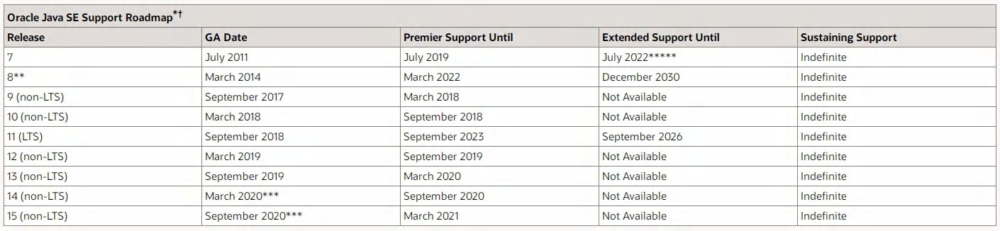 Oracle Java SE Support Roadmap*†
Release GA Date Premier Support Until Extended Support Until Sustaining Support
7 July 2011 July 2019 July 2022***** Indefinite
8** March 2014 March 2022 December 2030 Indefinite
9 (non-LTS) September 2017 March 2018 Not Available Indefinite
10 (non-LTS) March 2018 September 2018 Not Available Indefinite
11 (LTS) September 2018 September 2023 September 2026 Indefinite
12 (non-LTS) March 2019 September 2019 Not Available Indefinite
13 (non-LTS) September 2019 March 2020 Not Available Indefinite
14 (non-LTS) March 2020*** September 2020 Not Available Indefinite
15 (non-LTS) September 2020*** March 2021 Not Available Indefinite